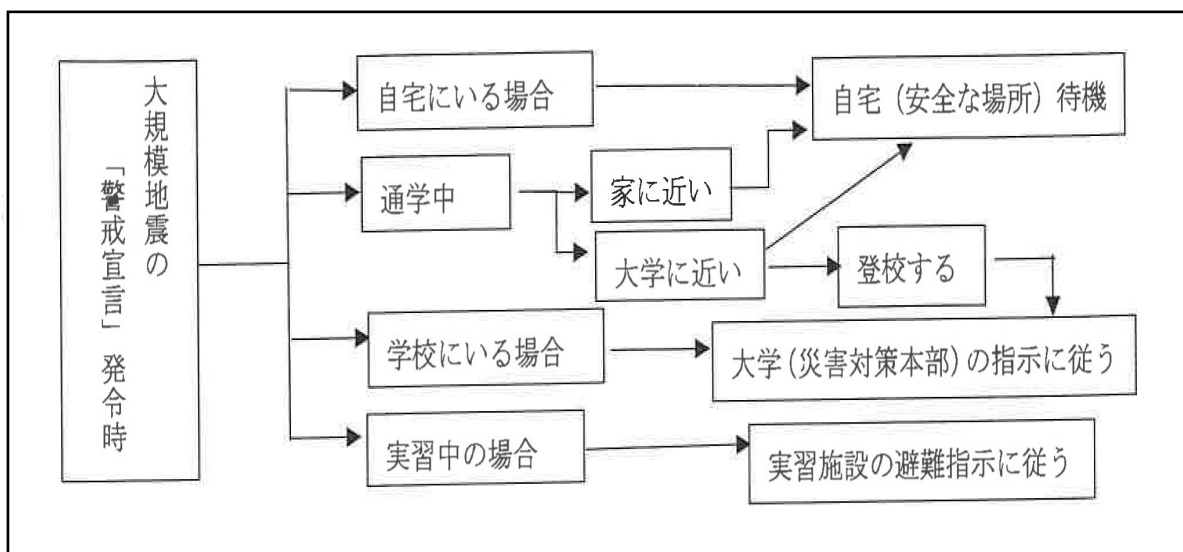 大規模地震の
「警戒宣言」発令時
自宅にいる場合
自宅（安全な場所）待機
通学中
家に近い
大学に近い
登校する
学校にいる場合
大学（災害対策本部）の指示に従う
実習中の場合
実習施設の避難指示に従う